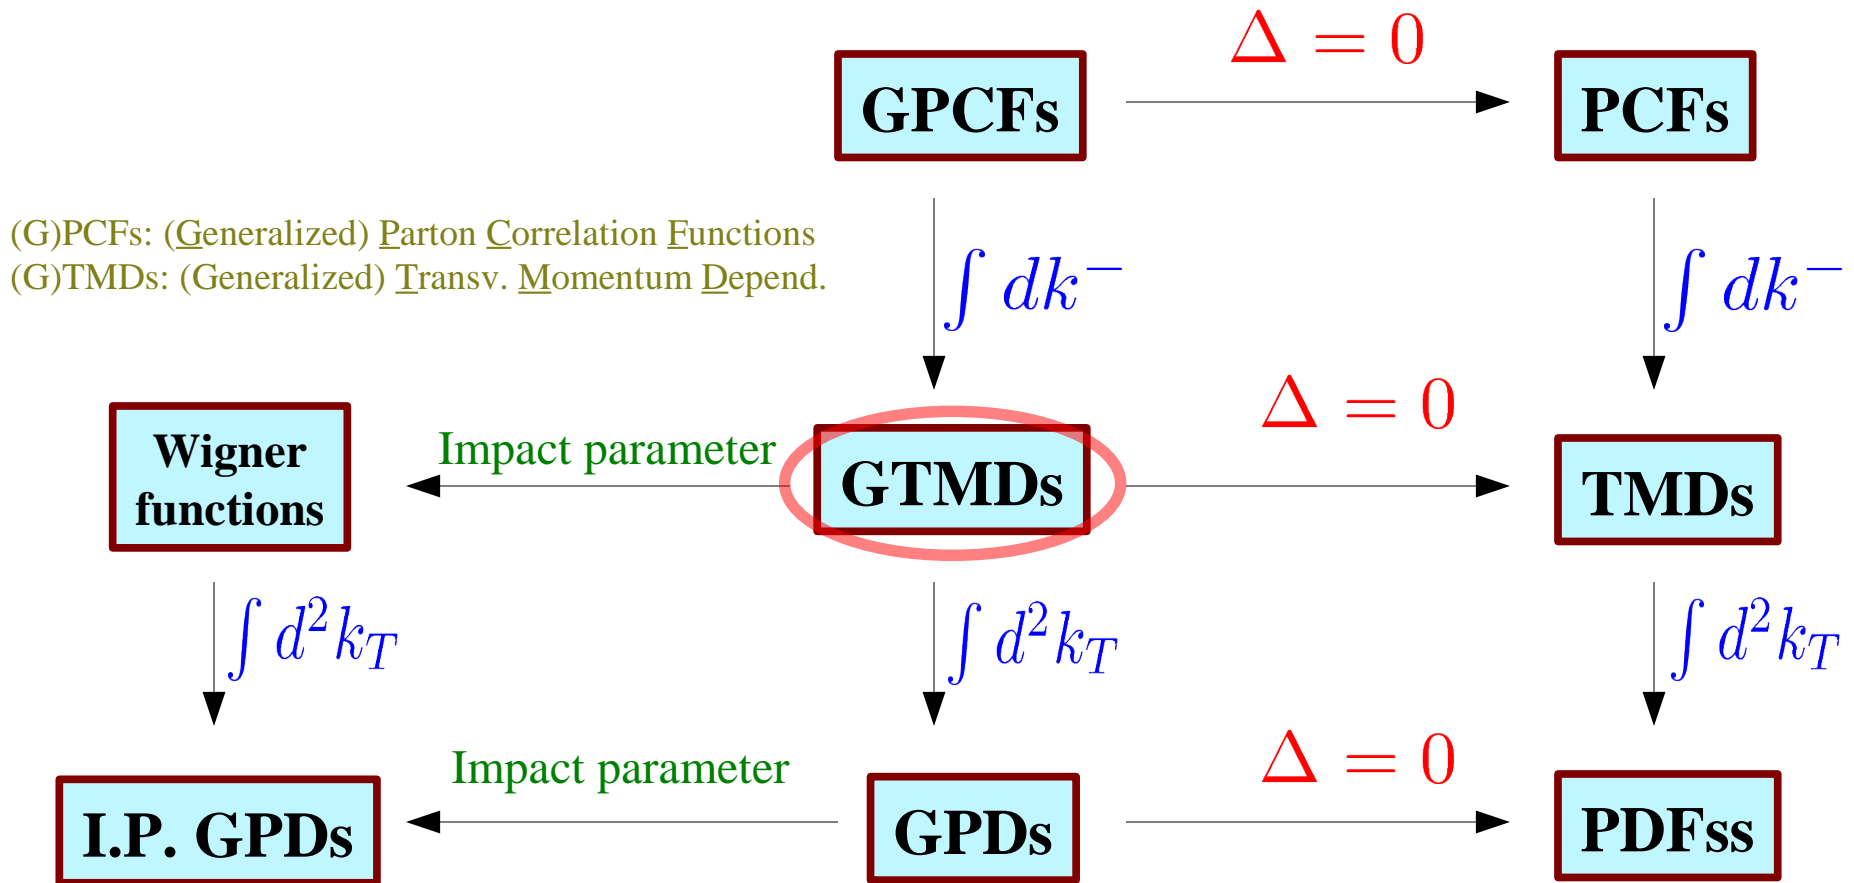 Δ = 0
GPCFs
PCFs
(G)PCFs: (Generalized) Parton Correlation Functions
(G)TMDs: (Generalized) Transv. Momentum Depend.
∫ dk⁻
∫ dk⁻
Δ = 0
Wigner
functions
Impact parameter
GTMDs
TMDs
∫ d²k_T
∫ d²k_T
∫ d²k_T
Impact parameter
Δ = 0
I.P. GPDs
GPDs
PDFss